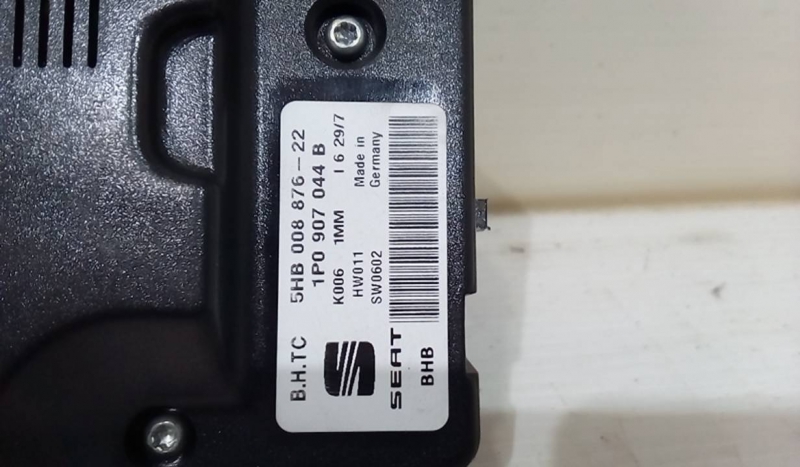 B.H.TC 5HB 008 876-22
1P0 907 044 B
K006 1MM I 6 29/7
HW011 Made in
SW0602 Germany
SEAT
BHB